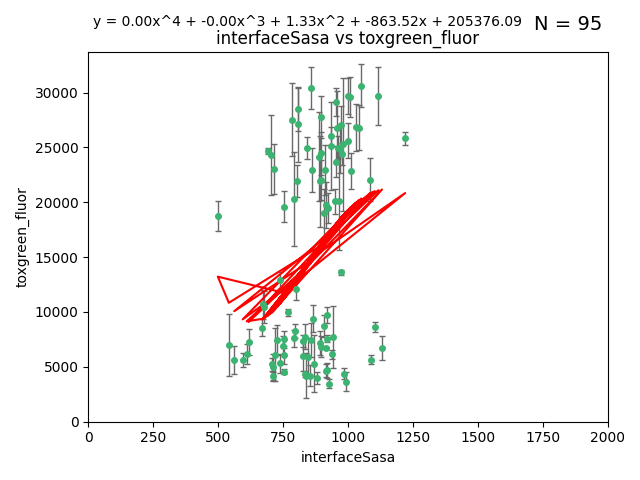 y = 0.00x^4 + -0.00x^3 + 1.33x^2 + -863.52x + 205376.09 N = 95
interfaceSasa vs toxgreen_fluor
30000
25000
20000
15000
10000
5000
0
toxgreen_fluor
0 250 500 750 1000 1250 1500 1750 2000
interfaceSasa